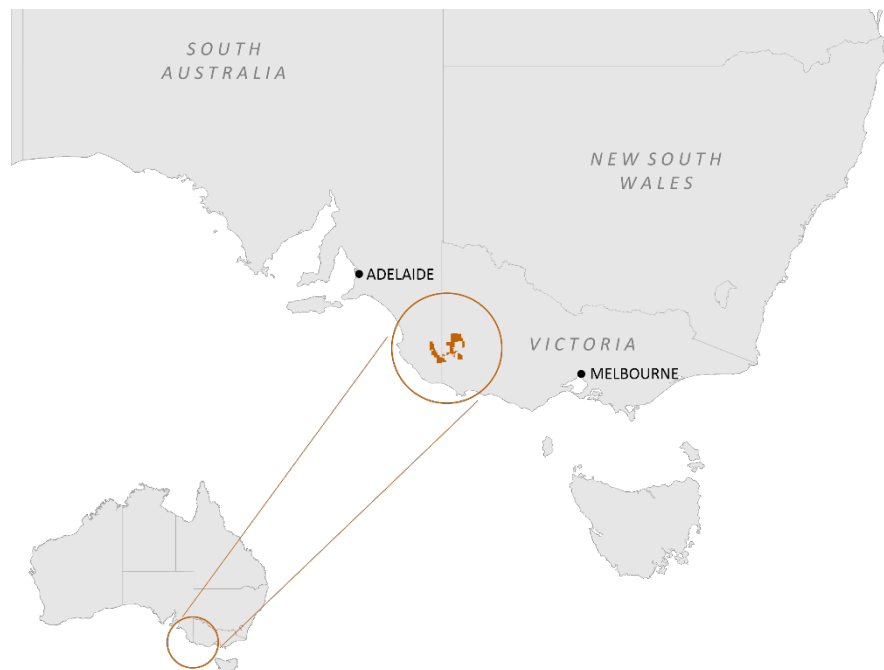 SOUTH
AUSTRALIA
NEW SOUTH
WALES
ADELAIDE
VICTORIA
MELBOURNE